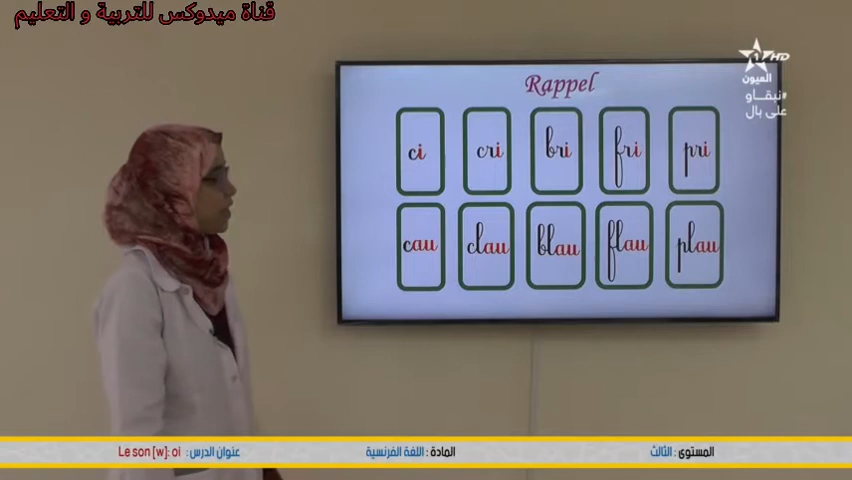 قناة ميدوكس للتربية و التعليم
HD
العيون
#نبقاو
على بال
Rappel
ci cri bri fri pri
cau clau blau flau plau
المستوى : الثالث المادة : اللغة الفرنسية عنوان الدرس : Le son [w]: oi